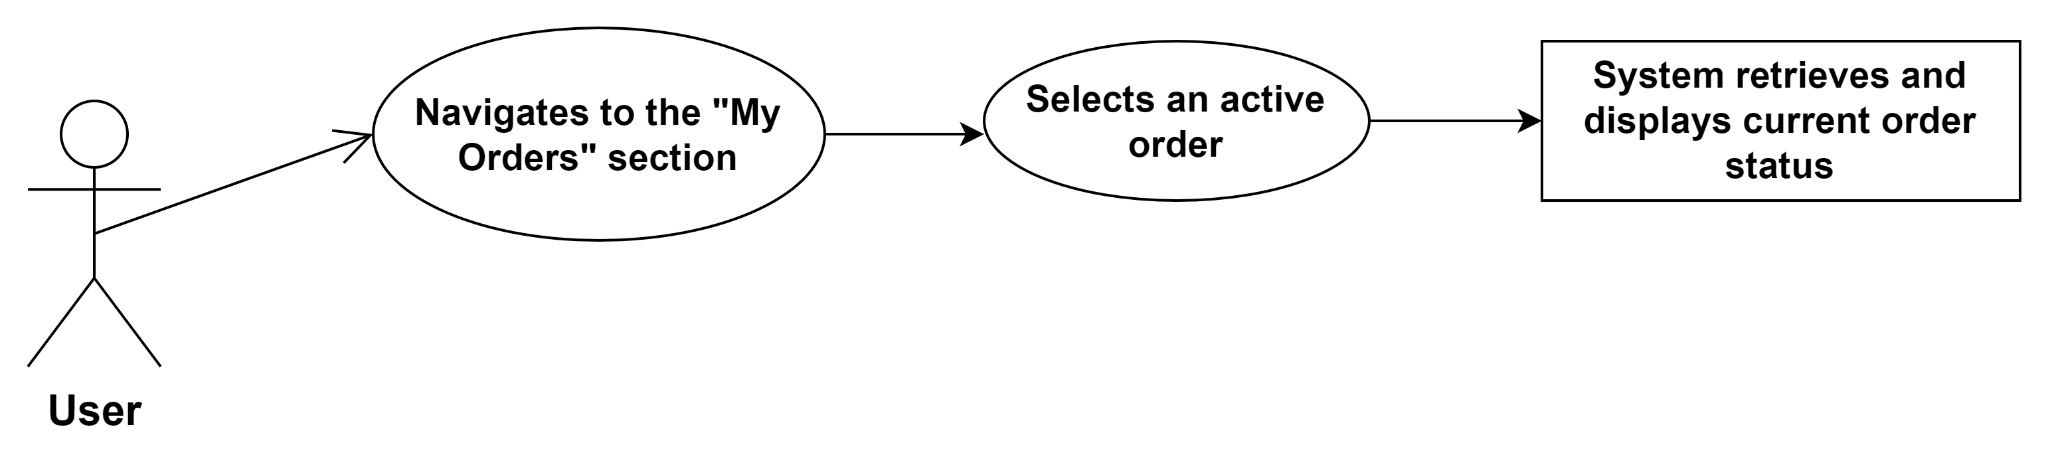 Navigates to the "My
Orders" section
Selects an active
order
System retrieves and
displays current order
status
User